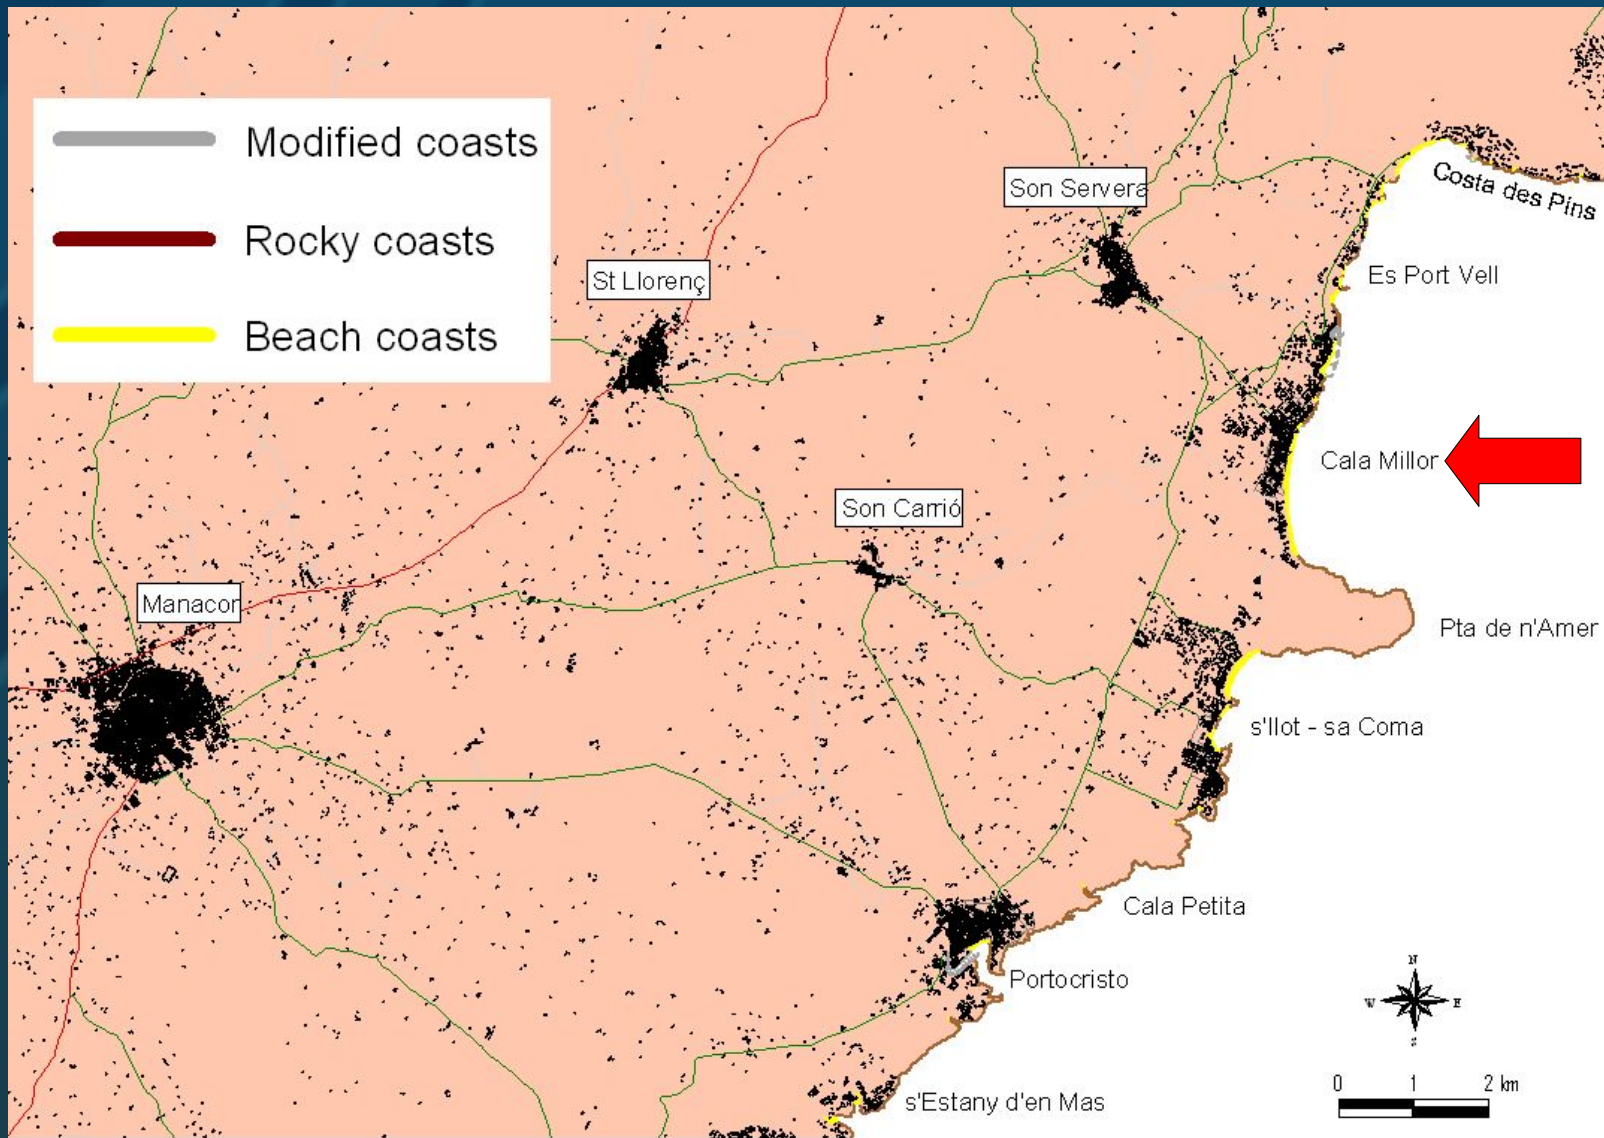 Modified coasts
Rocky coasts
Beach coasts
Son Servera
Costa des Pins
St Llorenç
Es Port Vell
Cala Millor
Son Carrió
Manacor
Pta de n'Amer
s'Illot - sa Coma
Cala Petita
Portocristo
s'Estany d'en Mas
N
W E
S
0 1 2 km